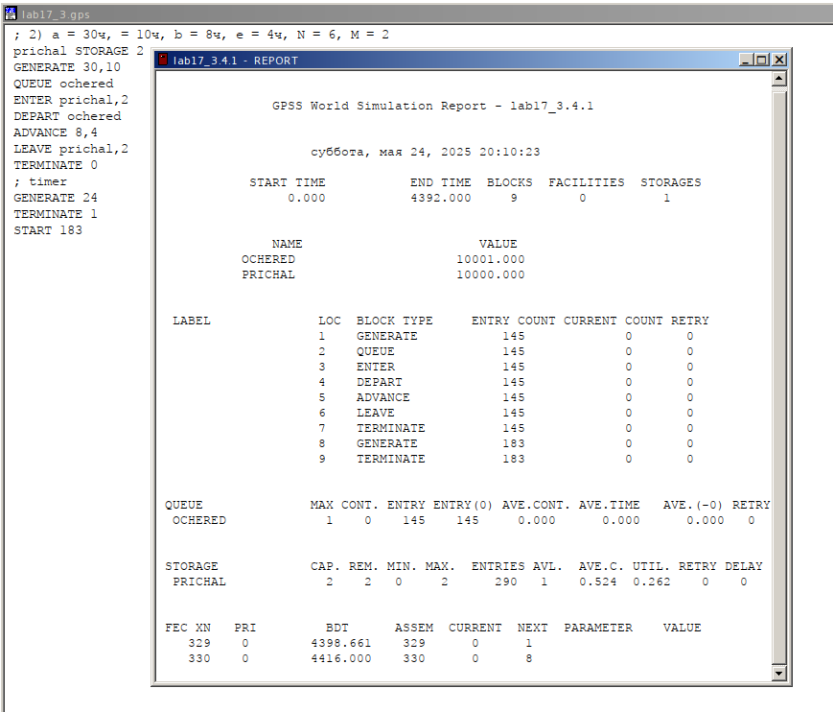 lab17_3.gps
; 2) a = 30ч, = 10ч, b = 8ч, e = 4ч, N = 6, M = 2
prichal STORAGE 2
GENERATE 30,10
QUEUE ochered
ENTER prichal,2
DEPART ochered
ADVANCE 8,4
LEAVE prichal,2
TERMINATE 0
; timer
GENERATE 24
TERMINATE 1
START 183
lab17_3.4.1 - REPORT
GPSS World Simulation Report - lab17_3.4.1
суббота, мая 24, 2025 20:10:23
START TIME END TIME BLOCKS FACILITIES STORAGES
0.000 4392.000 9 0 1
NAME VALUE
OCHERED 10001.000
PRICHAL 10000.000
LABEL LOC BLOCK TYPE ENTRY COUNT CURRENT COUNT RETRY
1 GENERATE 145 0 0
2 QUEUE 145 0 0
3 ENTER 145 0 0
4 DEPART 145 0 0
5 ADVANCE 145 0 0
6 LEAVE 145 0 0
7 TERMINATE 145 0 0
8 GENERATE 183 0 0
9 TERMINATE 183 0 0
QUEUE MAX CONT. ENTRY ENTRY(0) AVE.CONT. AVE.TIME AVE.(-0) RETRY
OCHERED 1 0 145 145 0.000 0.000 0.000 0
STORAGE CAP. REM. MIN. MAX. ENTRIES AVL. AVE.C. UTIL. RETRY DELAY
PRICHAL 2 2 0 2 290 1 0.524 0.262 0 0
FEC XN PRI BDT ASSEM CURRENT NEXT PARAMETER VALUE
329 0 4398.661 329 0 1
330 0 4416.000 330 0 8